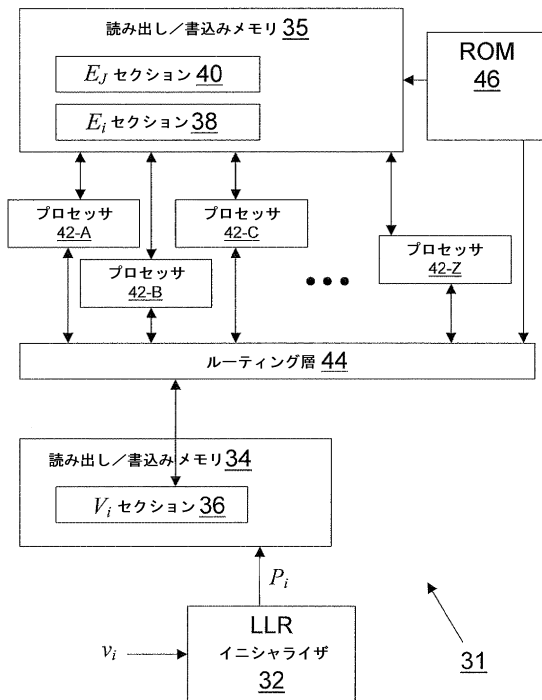 読み出し／書込みメモリ 35
E_J セクション 40
E_i セクション 38
ROM
46
プロセッサ
42-A
プロセッサ
42-B
プロセッサ
42-C
プロセッサ
42-Z
•••
ルーティング層 44
読み出し／書込みメモリ 34
V_i セクション 36
P_i
LLR
イニシャライザ
32
v_i
31